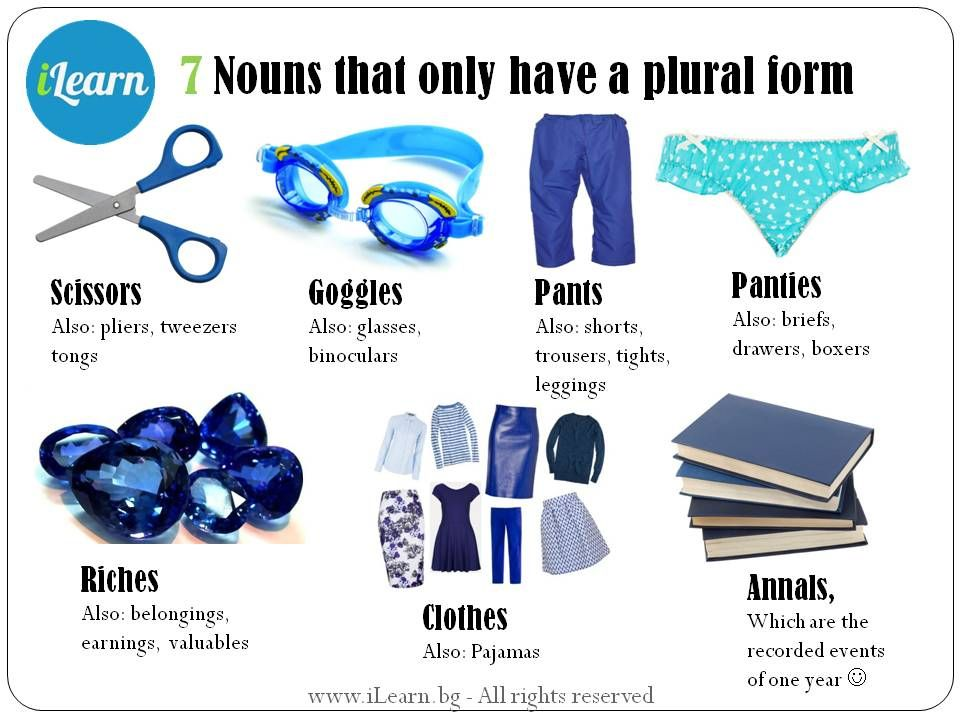 iLearn
7 Nouns that only have a plural form
Scissors
Also: pliers, tweezers
tongs
Goggles
Also: glasses,
binoculars
Pants
Also: shorts,
trousers, tights,
leggings
Panties
Also: briefs,
drawers, boxers
Riches
Also: belongings,
earnings, valuables
Clothes
Also: Pajamas
Annals,
Which are the
recorded events
of one year ☺
www.iLearn.bg - All rights reserved